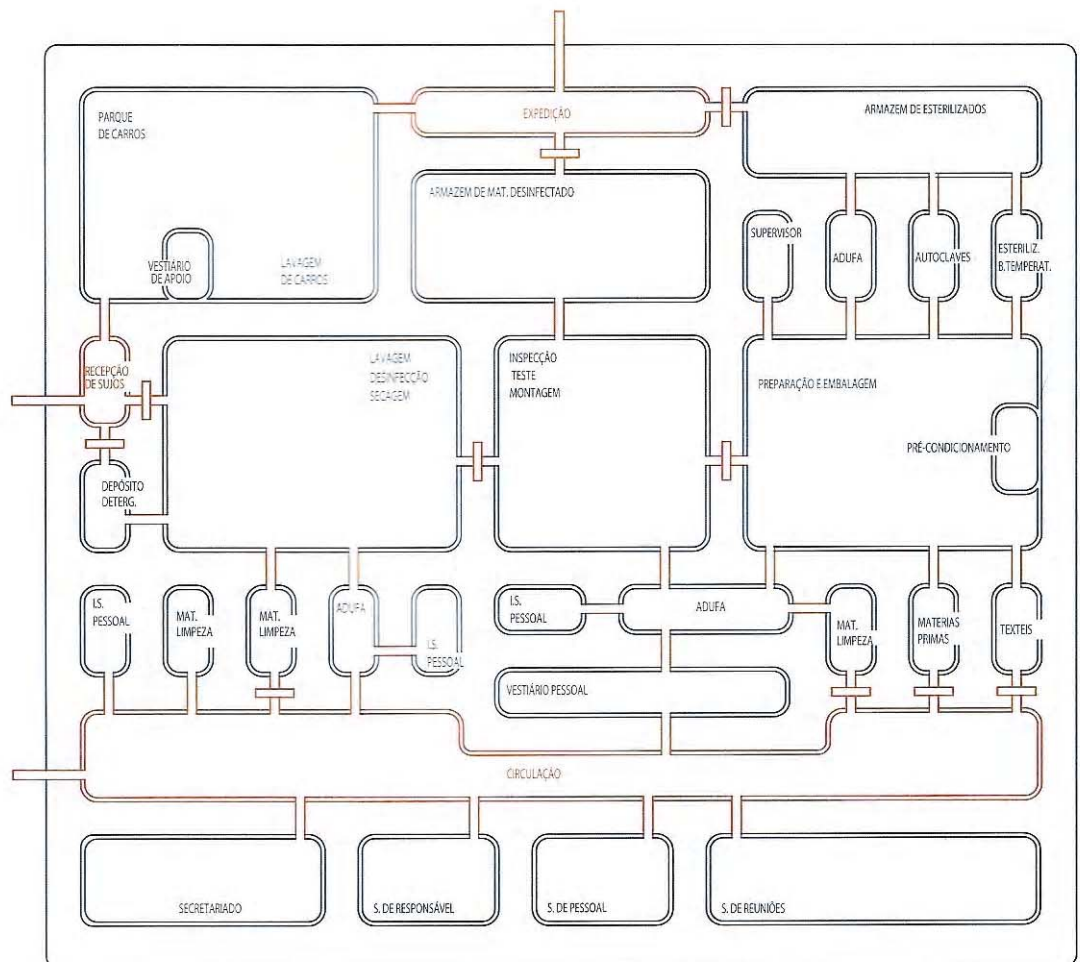 PARQUE
DE CARROS
EXPEDIÇÃO
ARMAZEM DE ESTERILIZADOS
ARMAZEM DE MAT. DESINFECTADO
VESTIÁRIO
DE APOIO
LAVAGEM
DE CARROS
SUPERVISOR
ADUFA
AUTOCLAVES
ESTERILIZ.
B.TEMPERAT.
RECEPÇÃO
DE SUJOS
LAVAGEM
DESINFECÇÃO
SECAGEM
INSPECÇÃO
TESTE
MONTAGEM
PREPARAÇÃO E EMBALAGEM
PRÉ-CONDICIONAMENTO
DEPÓSITO
DETERG.
I.S.
PESSOAL
MAT.
LIMPEZA
MAT.
LIMPEZA
ADUFA
I.S.
PESSOAL
I.S.
PESSOAL
ADUFA
MAT.
LIMPEZA
MATERIAS
PRIMAS
TEXTEIS
VESTIÁRIO PESSOAL
CIRCULAÇÃO
SECRETARIADO
S. DE RESPONSÁVEL
S. DE PESSOAL
S. DE REUNIÕES